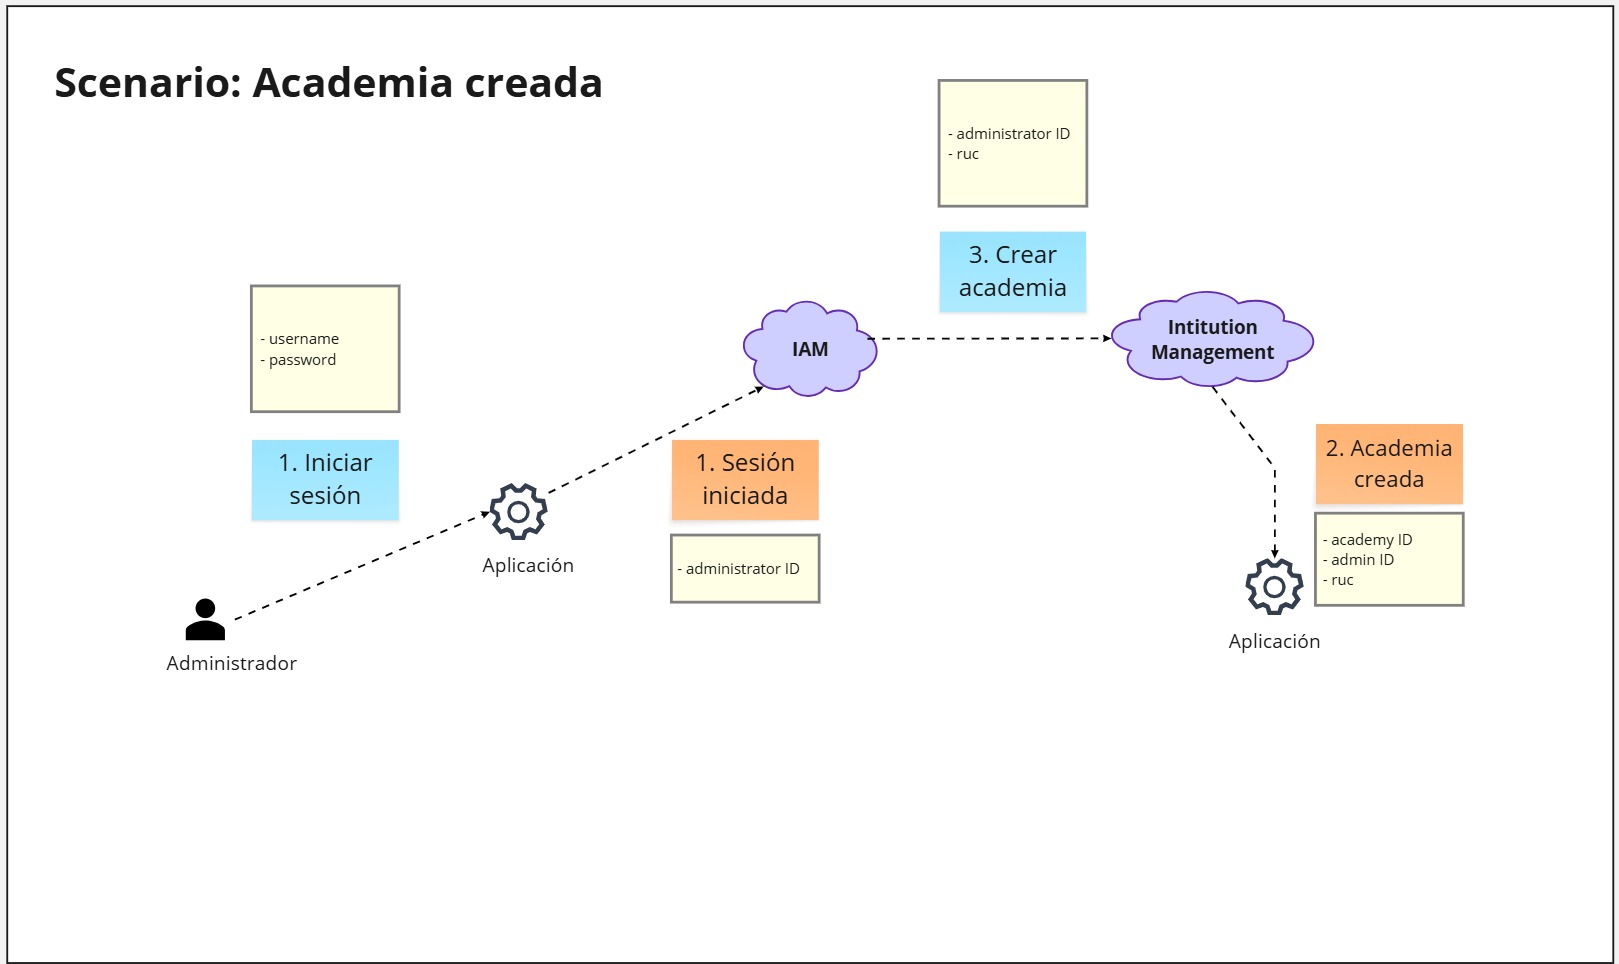 Scenario: Academia creada
- administrator ID
- ruc
3. Crear
academia
- username
- password
IAM
Intitution
Management
1. Iniciar
sesión
1. Sesión
iniciada
2. Academia
creada
- academy ID
- admin ID
- ruc
Aplicación
- administrator ID
Aplicación
Administrador